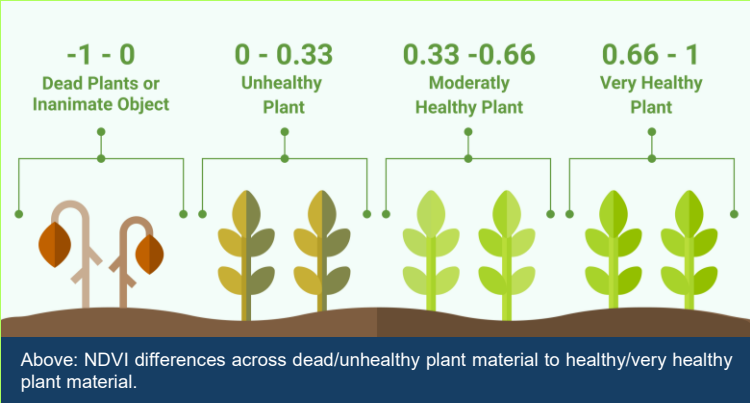 -1 - 0
Dead Plants or
Inanimate Object
0 - 0.33
Unhealthy
Plant
0.33 -0.66
Moderatly
Healthy Plant
0.66 - 1
Very Healthy
Plant
Above: NDVI differences across dead/unhealthy plant material to healthy/very healthy
plant material.